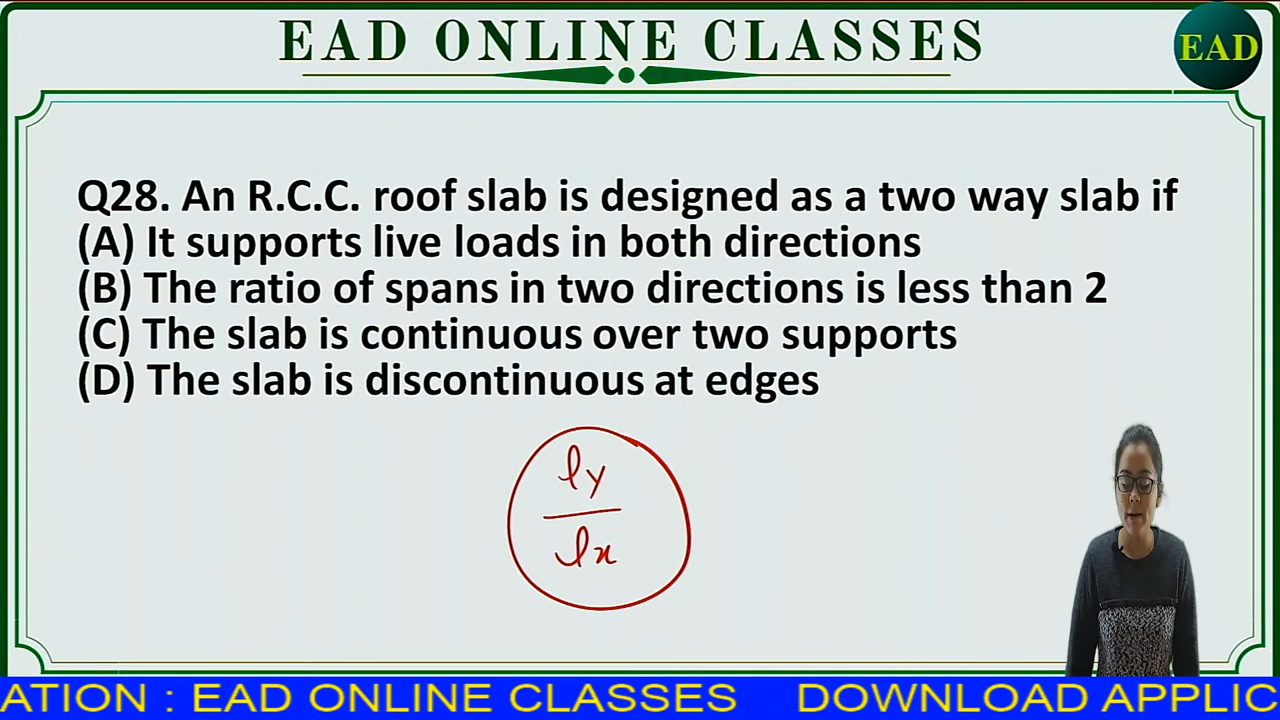 EAD ONLINE CLASSES
EAD
Q28. An R.C.C. roof slab is designed as a two way slab if
(A) It supports live loads in both directions
(B) The ratio of spans in two directions is less than 2
(C) The slab is continuous over two supports
(D) The slab is discontinuous at edges
ly
lx
ATION : EAD ONLINE CLASSES DOWNLOAD APPLIC